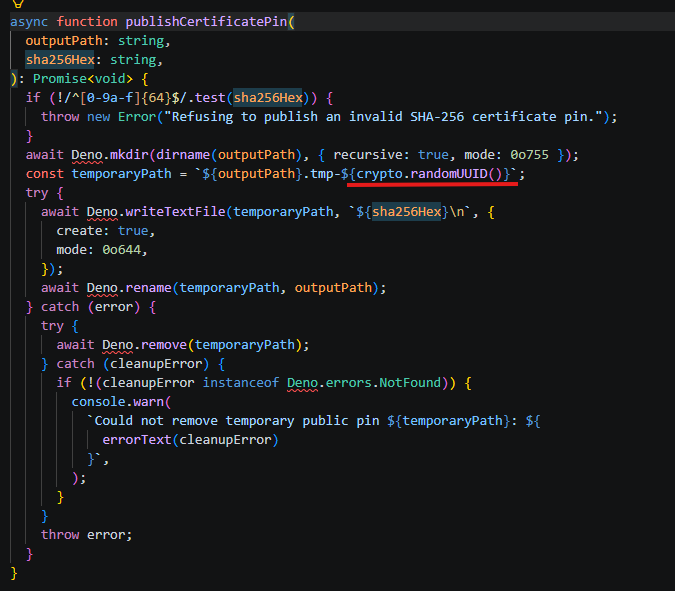 async function publishCertificatePin(
  outputPath: string,
  sha256Hex: string,
): Promise<void> {
  if (!/^[0-9a-f]{64}$/.test(sha256Hex)) {
    throw new Error("Refusing to publish an invalid SHA-256 certificate pin.");
  }
  await Deno.mkdir(dirname(outputPath), { recursive: true, mode: 0o755 });
  const temporaryPath = `${outputPath}.tmp-${crypto.randomUUID()}`;
  try {
    await Deno.writeTextFile(temporaryPath, `${sha256Hex}\n`, {
      create: true,
      mode: 0o644,
    });
    await Deno.rename(temporaryPath, outputPath);
  } catch (error) {
    try {
      await Deno.remove(temporaryPath);
    } catch (cleanupError) {
      if (!(cleanupError instanceof Deno.errors.NotFound)) {
        console.warn(
          `Could not remove temporary public pin ${temporaryPath}: ${
            errorText(cleanupError)
          }`,
        );
      }
    }
    throw error;
  }
}